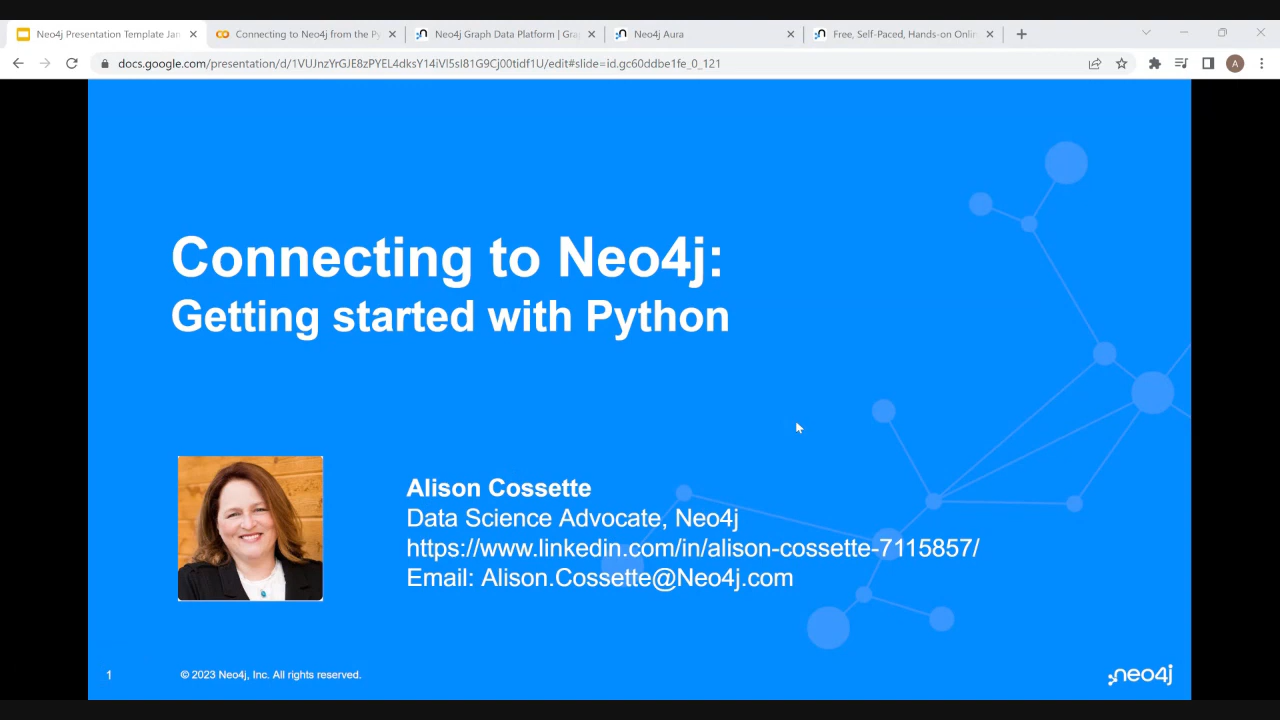 Neo4j Presentation Template Jan
Connecting to Neo4j from the Py
Neo4j Graph Data Platform | Gra
Neo4j Aura
Free, Self-Paced, Hands-on Onlin
docs.google.com/presentation/d/1VUJnzYrGJE8zPYEL4dksY14iVl5sI81G9Cj00tidf1U/edit#slide=id.gc60ddbe1fe_0_121
A
Connecting to Neo4j:
Getting started with Python
Alison Cossette
Data Science Advocate, Neo4j
https://www.linkedin.com/in/alison-cossette-7115857/
Email: Alison.Cossette@Neo4j.com
1
© 2023 Neo4j, Inc. All rights reserved.
neo4j